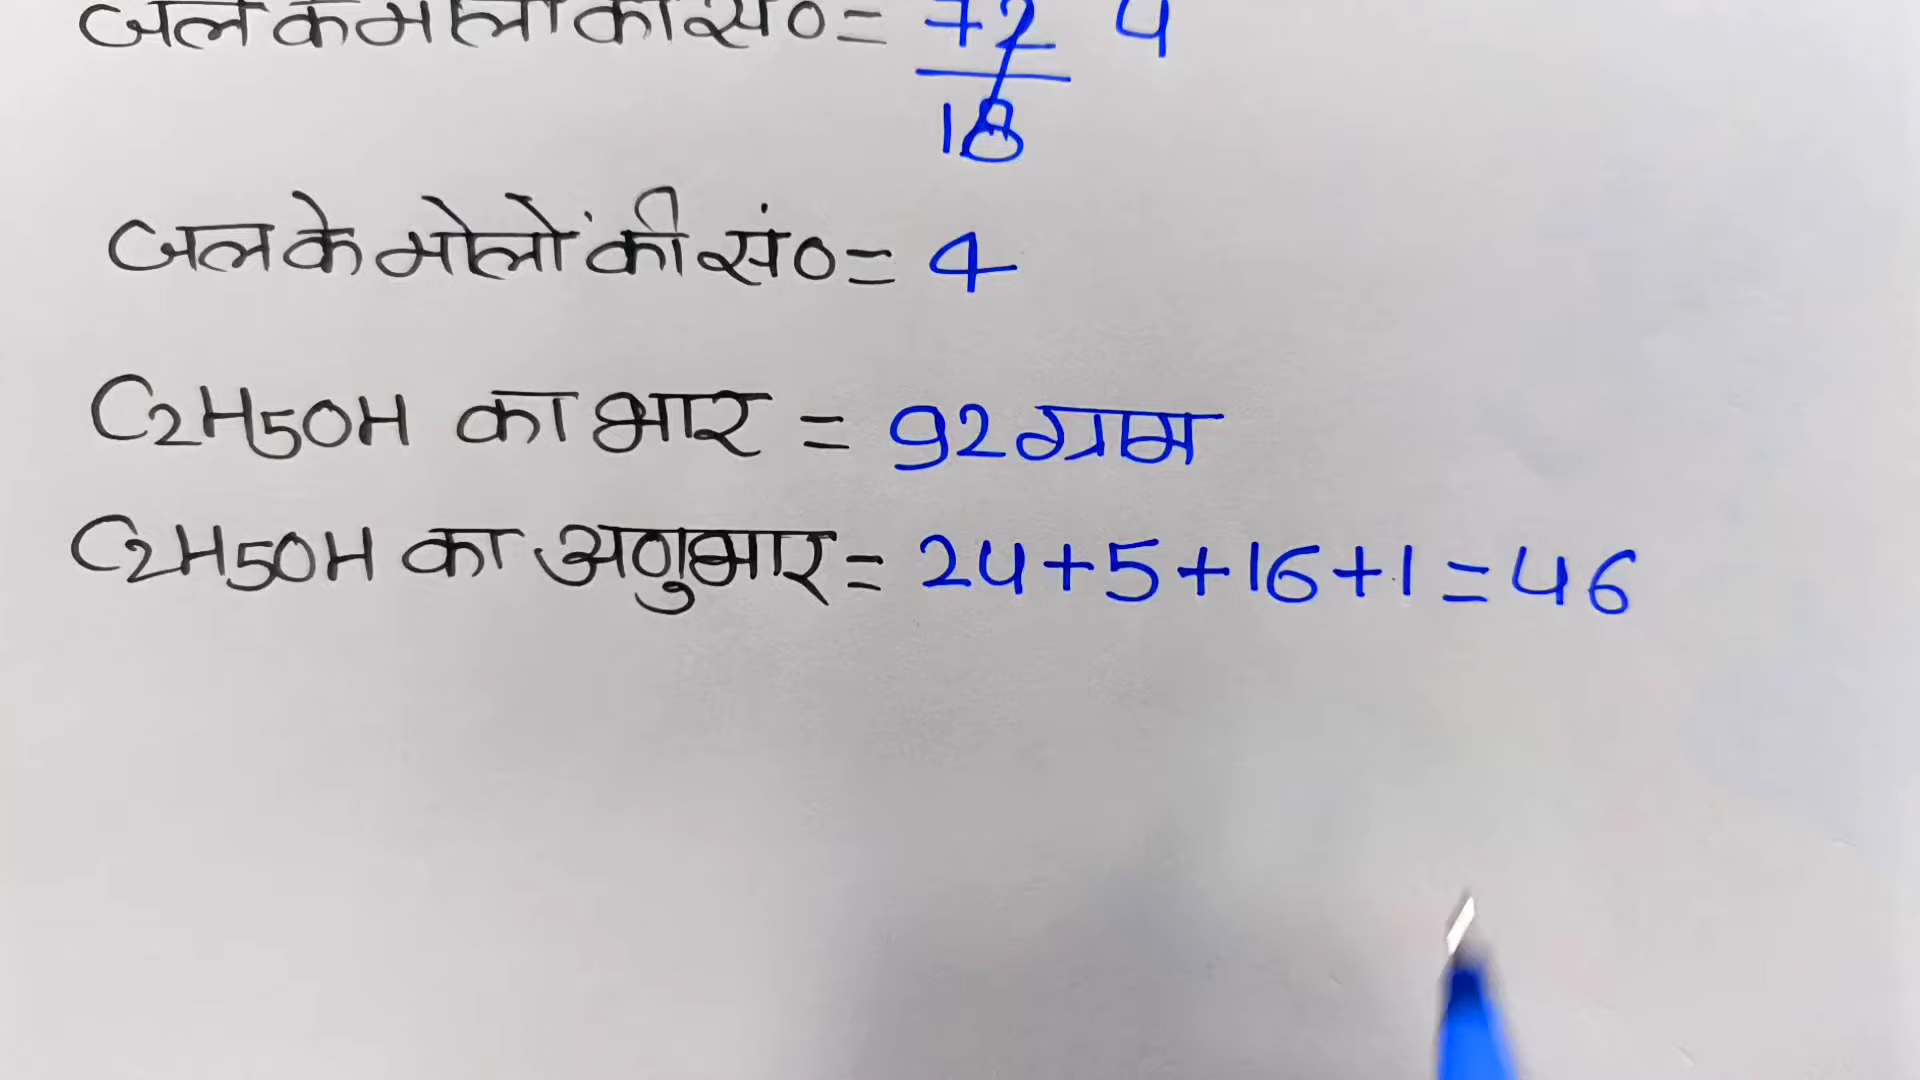 जल के मोलों की सं० = 72 4
18
जल के मोलों की सं० = 4
C2H5OH का भार = 92 ग्राम
C2H5OH का अणुभार = 24+5+16+1=46